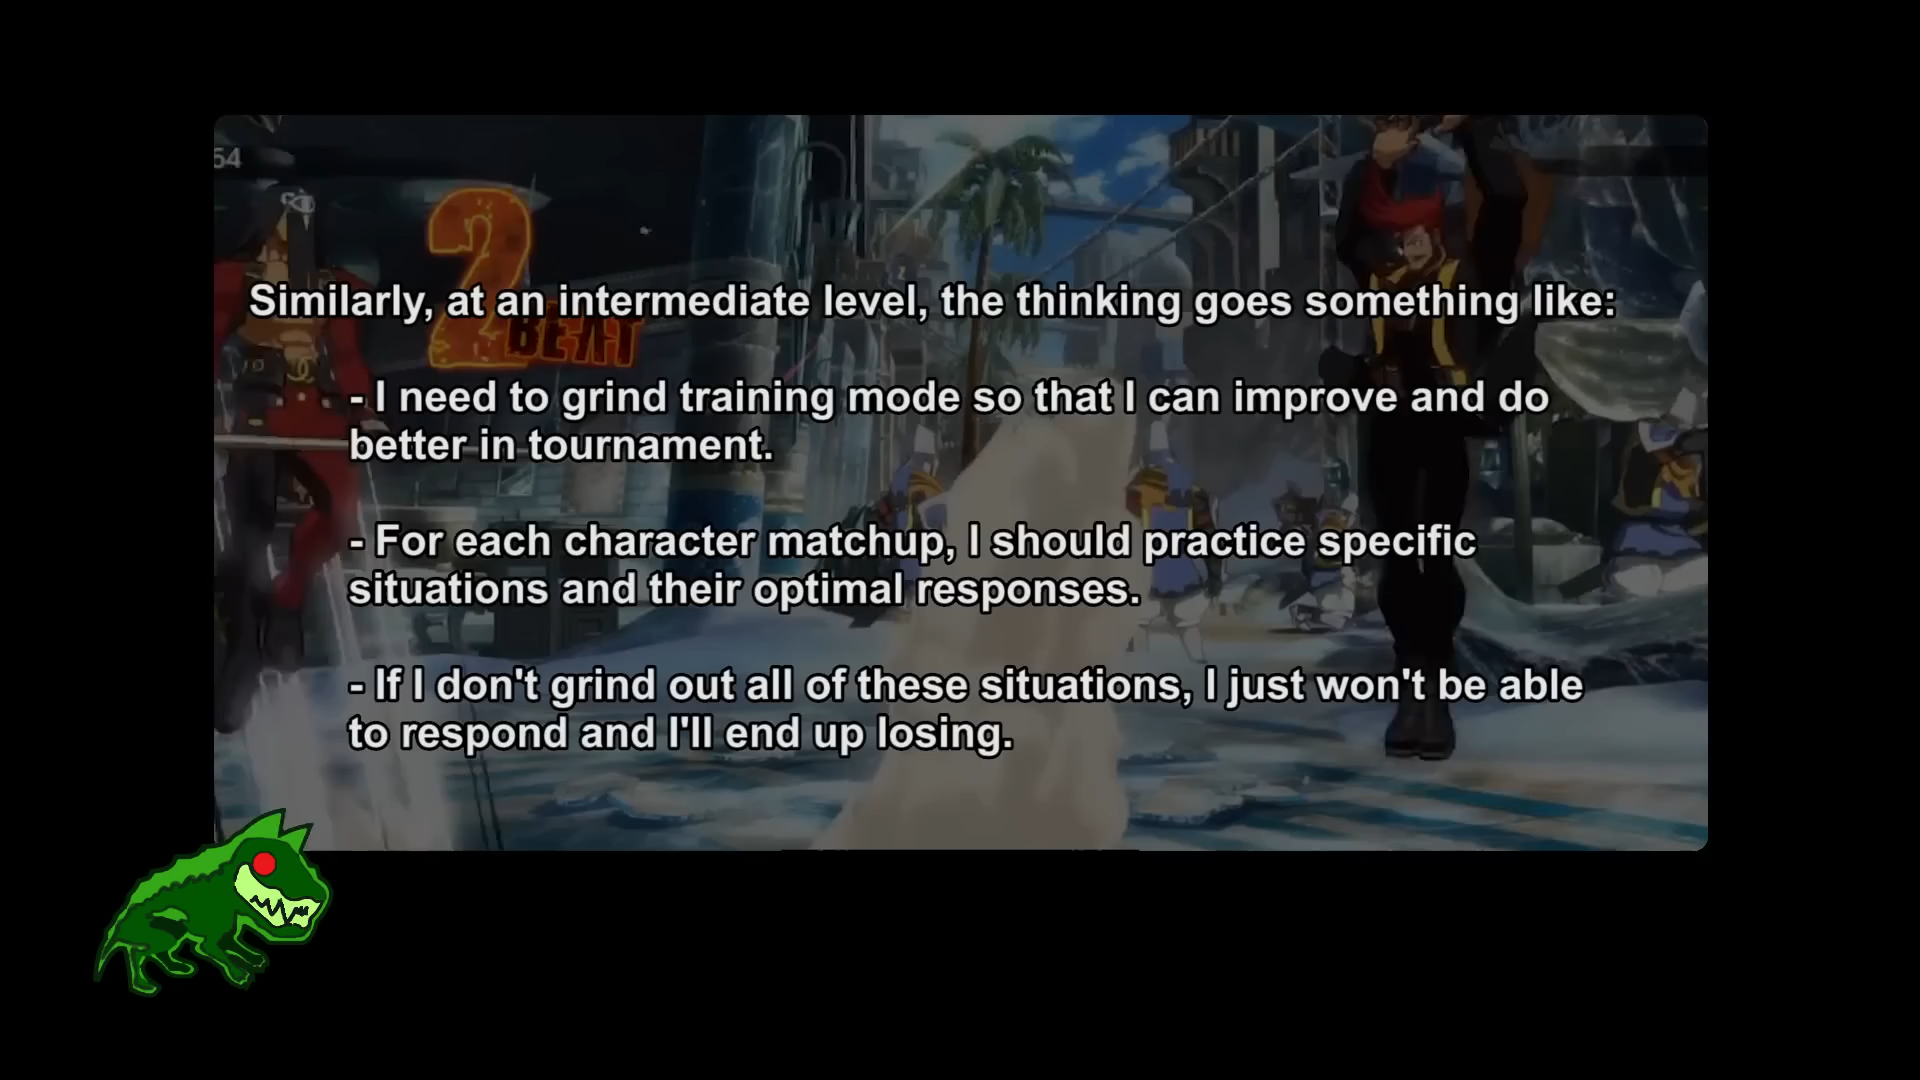 64
2
BEAT
Similarly, at an intermediate level, the thinking goes something like:
- I need to grind training mode so that I can improve and do
better in tournament.
- For each character matchup, I should practice specific
situations and their optimal responses.
- If I don't grind out all of these situations, I just won't be able
to respond and I'll end up losing.